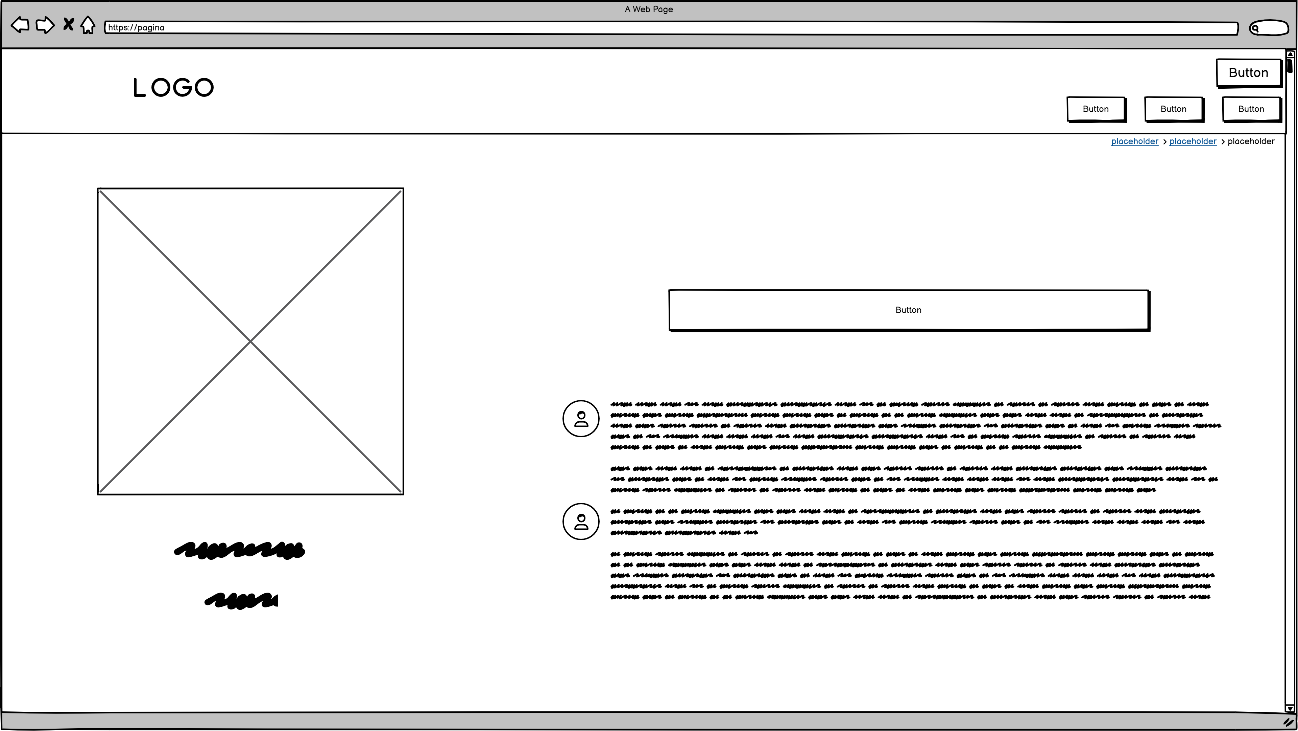 A Web Page
https://pagina
LOGO
Button
Button Button Button
placeholder > placeholder > placeholder
Button